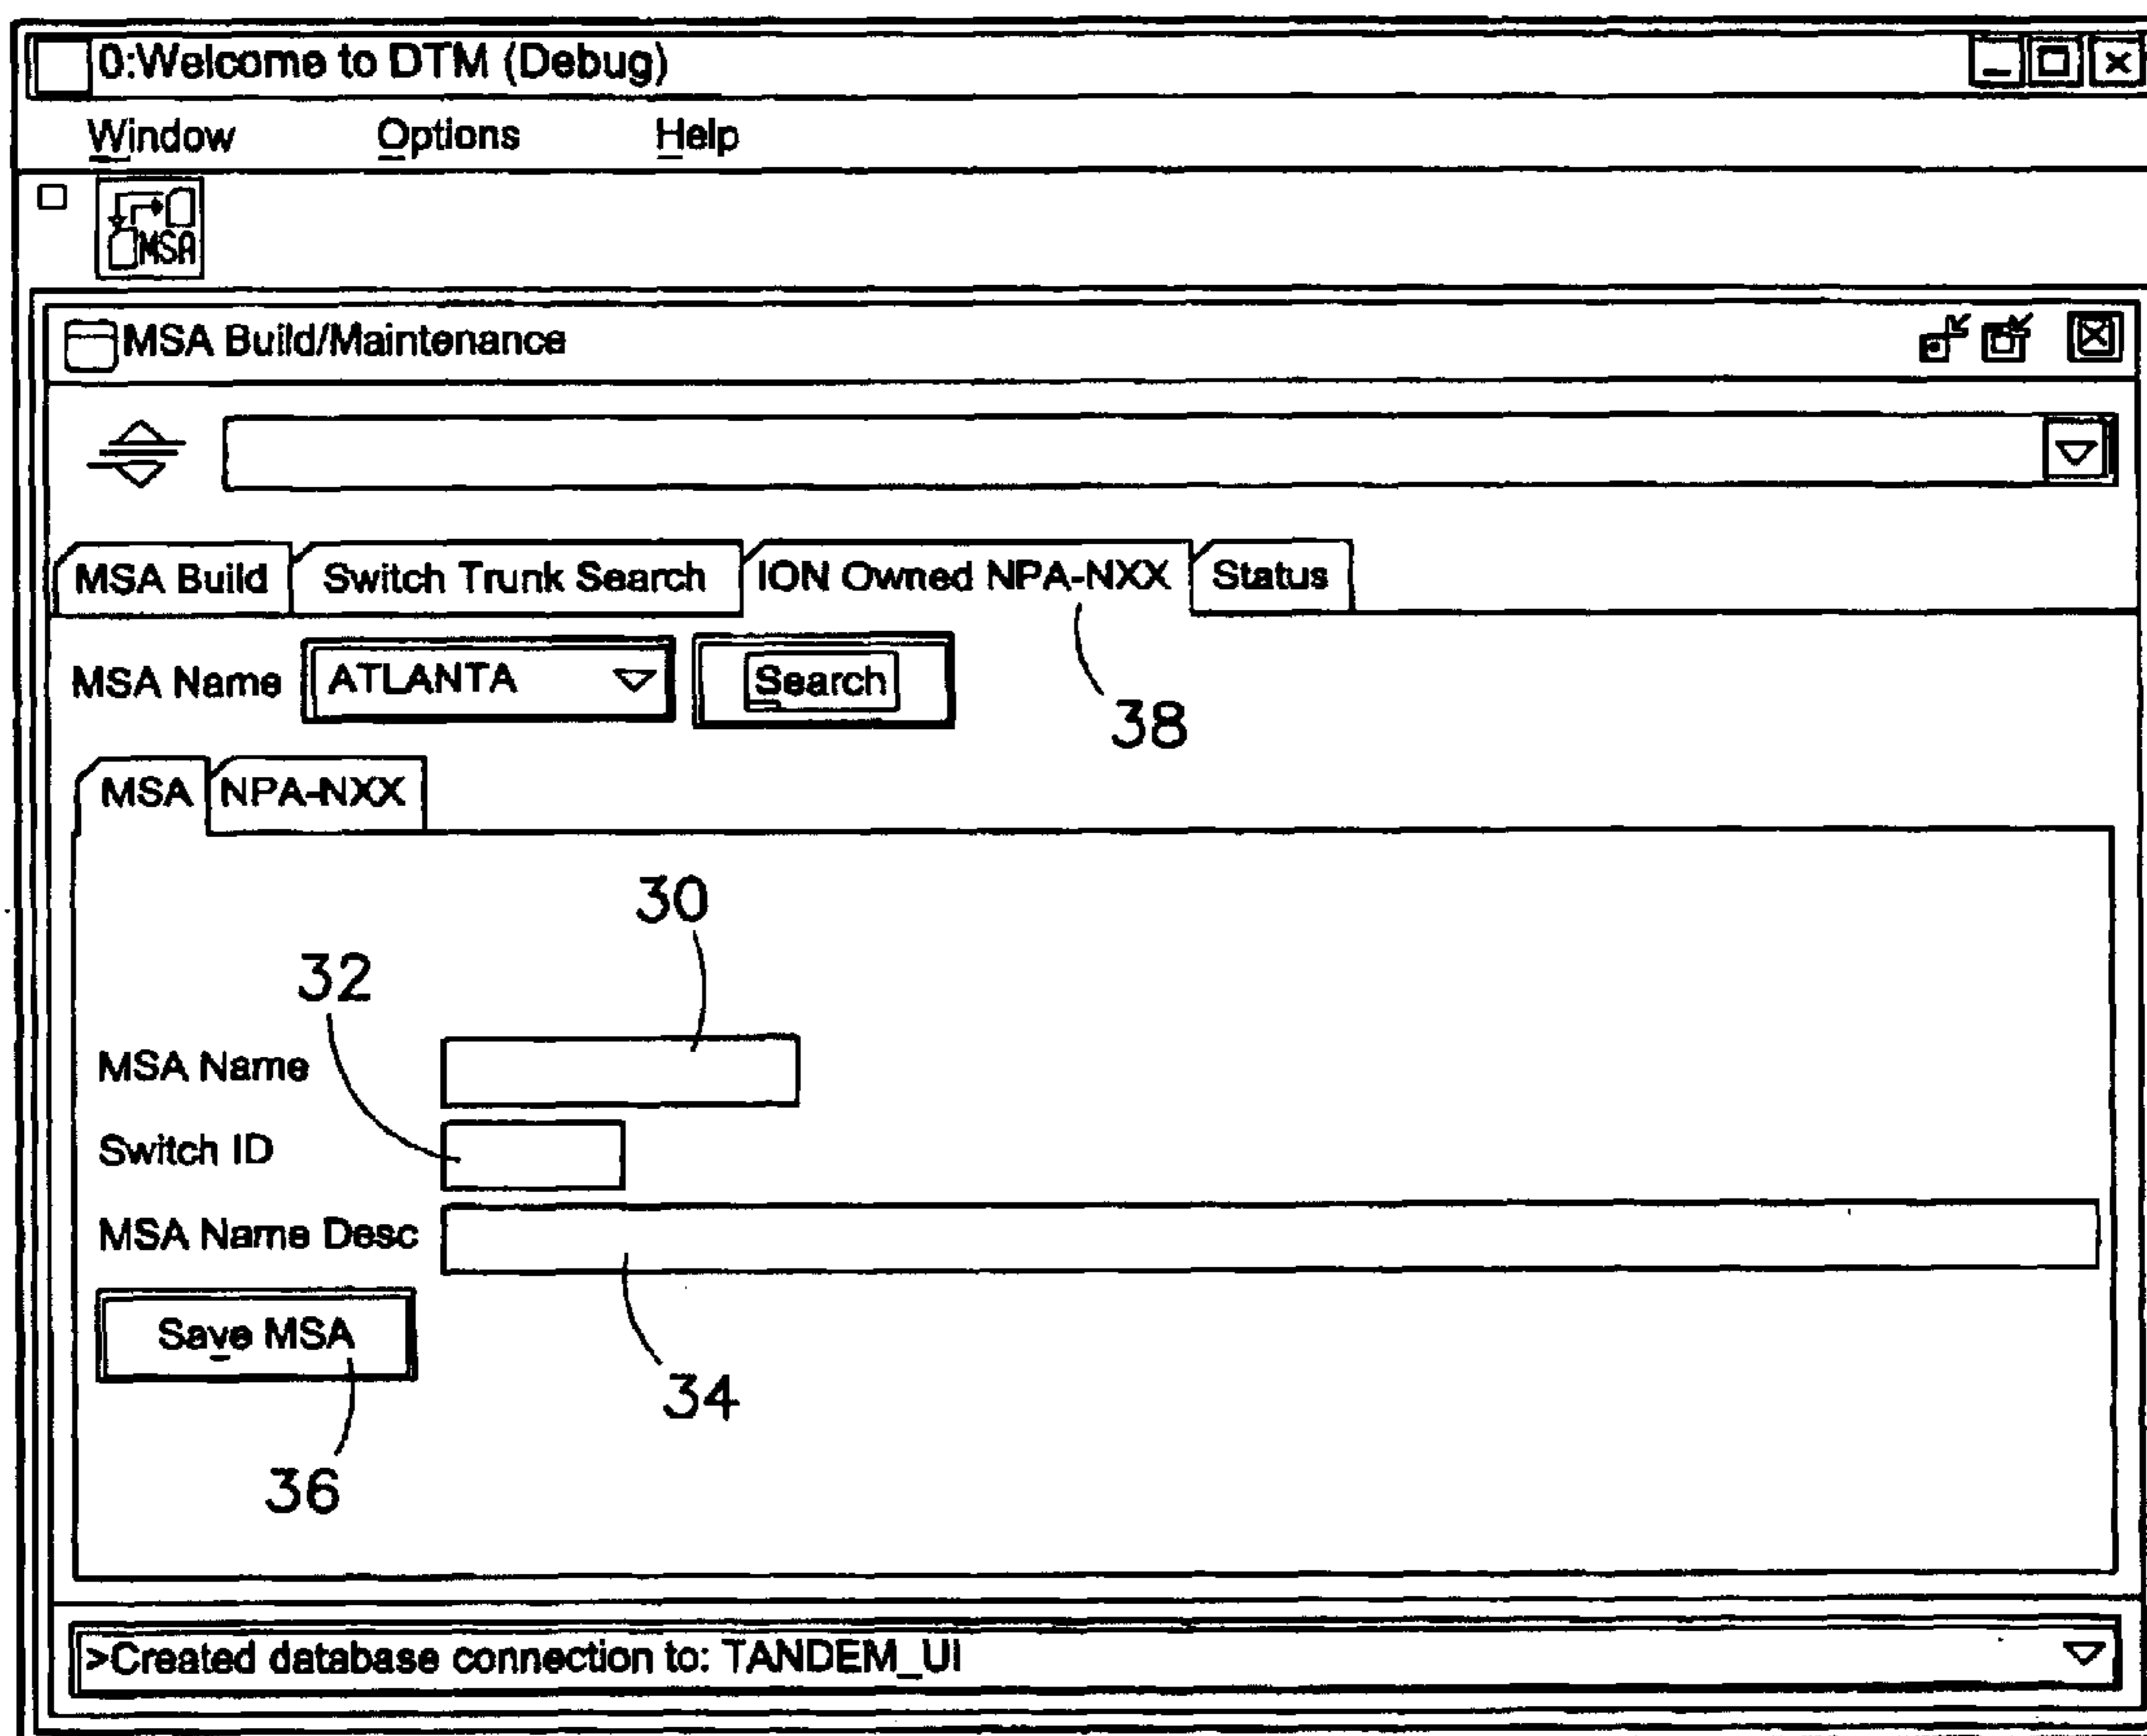 0:Welcome to DTM (Debug)
Window Options Help
MSA
MSA Build/Maintenance
MSA Build Switch Trunk Search ION Owned NPA-NXX Status
MSA Name ATLANTA Search
38
MSA NPA-NXX
30
32
MSA Name
Switch ID
MSA Name Desc
Save MSA
34
36
>Created database connection to: TANDEM_UI